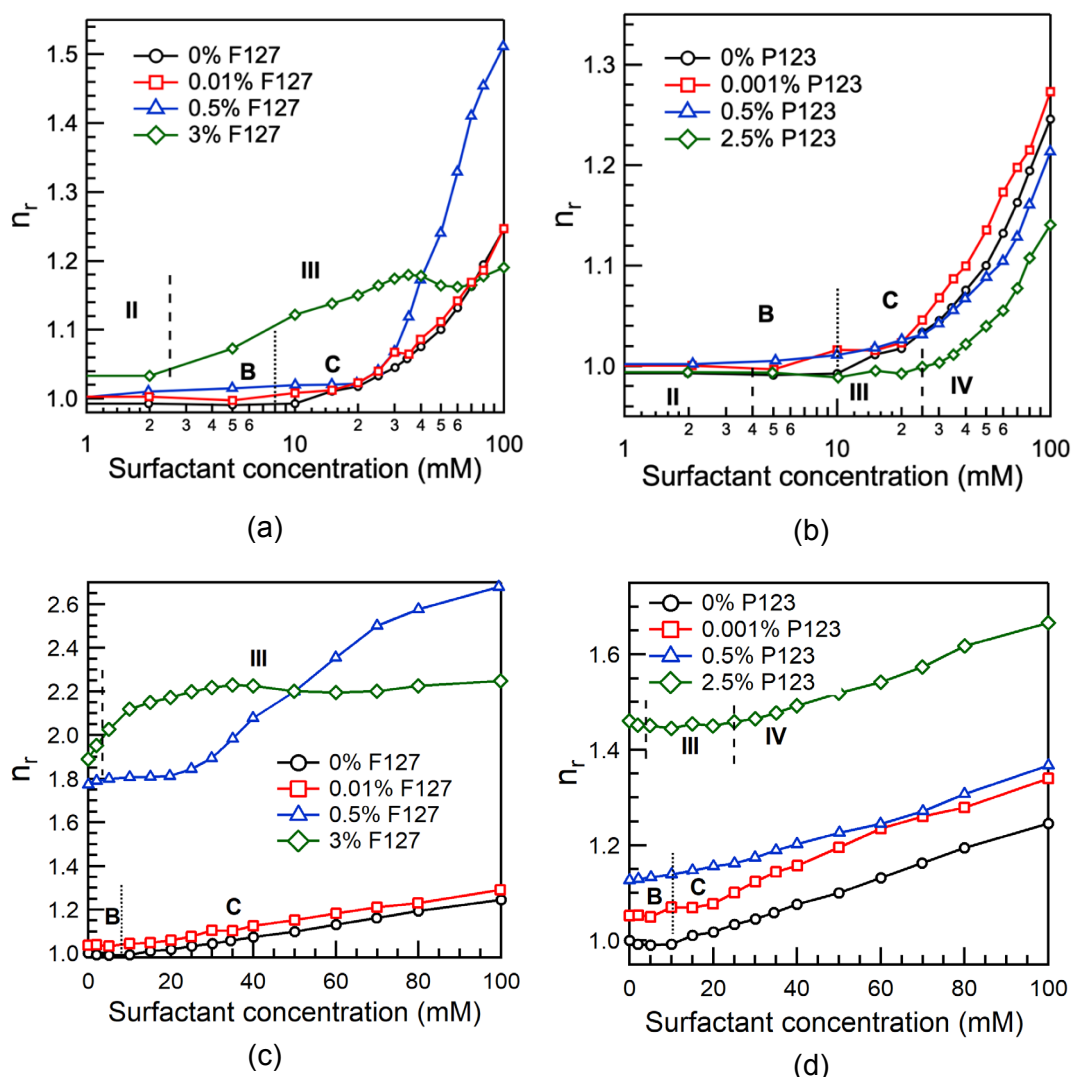 0% F127
0.01% F127
0.5% F127
3% F127
II
III
B
C
n_r
1.5
1.4
1.3
1.2
1.1
1.0
1 2 3 4 5 6 10 2 3 4 5 6 100
Surfactant concentration (mM)
(a)
0% P123
0.001% P123
0.5% P123
2.5% P123
B
C
II
III
IV
n_r
1.3
1.2
1.1
1.0
1 2 3 4 5 6 10 2 3 4 5 6 100
Surfactant concentration (mM)
(b)
III
0% F127
0.01% F127
0.5% F127
3% F127
B
C
n_r
2.6
2.4
2.2
2.0
1.8
1.6
1.4
1.2
1.0
0 20 40 60 80 100
Surfactant concentration (mM)
(c)
0% P123
0.001% P123
0.5% P123
2.5% P123
III
IV
B
C
n_r
1.6
1.4
1.2
1.0
0 20 40 60 80 100
Surfactant concentration (mM)
(d)